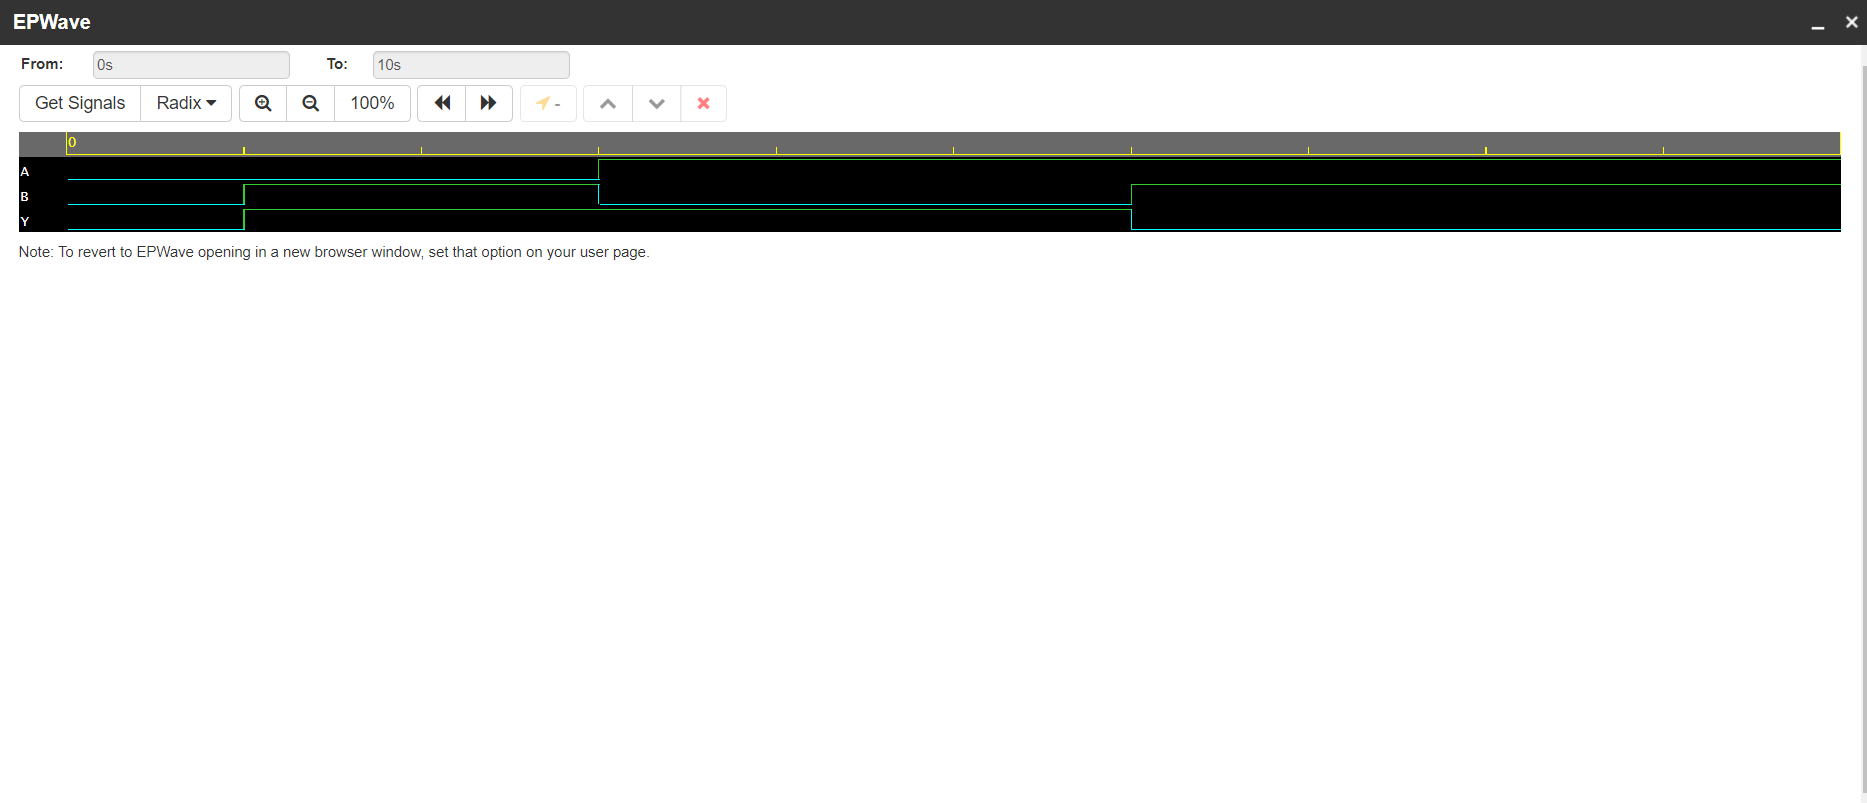 EPWave
From: 0s To: 10s
Get Signals Radix 100% -
0
A
B
Y
Note: To revert to EPWave opening in a new browser window, set that option on your user page.